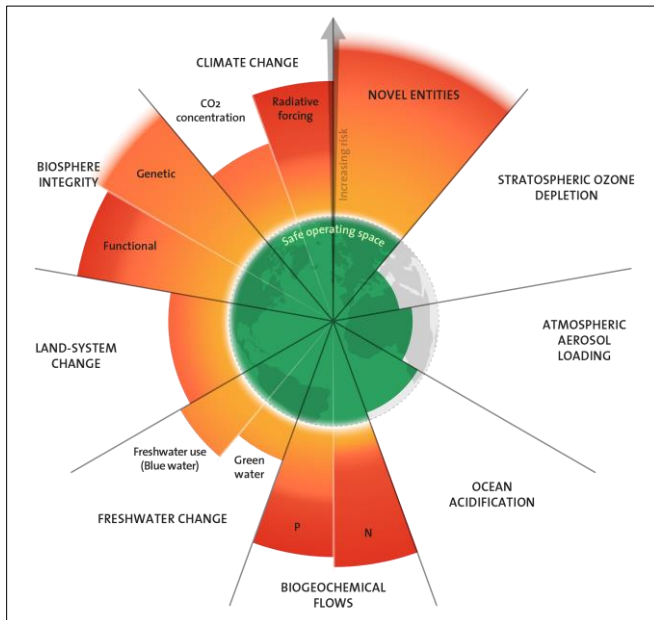 CLIMATE CHANGE
CO2
concentration
Radiative
forcing
NOVEL ENTITIES
Increasing risk
STRATOSPHERIC OZONE
DEPLETION
BIOSPHERE
INTEGRITY
Genetic
Functional
Safe operating space
ATMOSPHERIC
AEROSOL
LOADING
LAND-SYSTEM
CHANGE
Freshwater use
(Blue water)
Green
water
FRESHWATER CHANGE
OCEAN
ACIDIFICATION
P
N
BIOGEOCHEMICAL
FLOWS